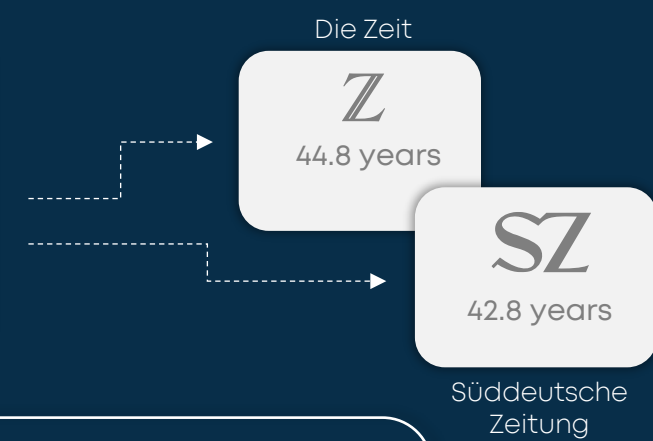 Die Zeit
Z
44.8 years
SZ
42.8 years
Süddeutsche
Zeitung